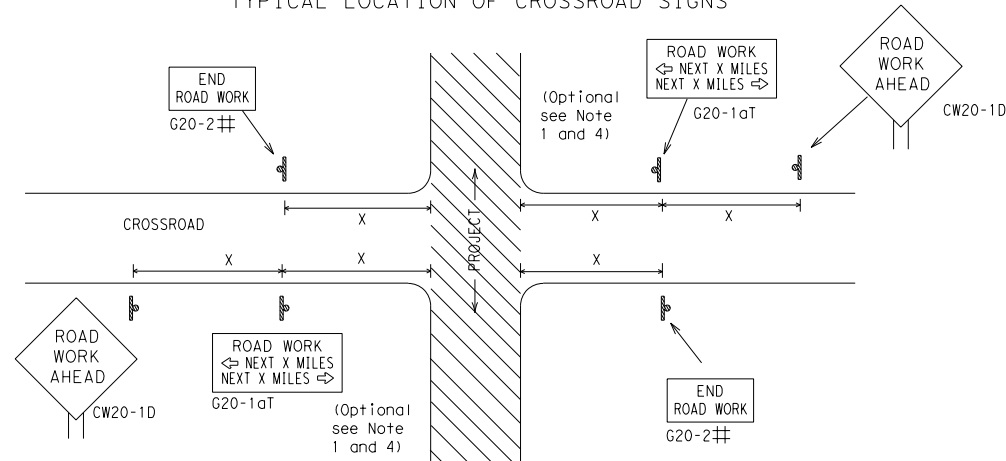 TYPICAL LOCATION OF CROSSROAD SIGNS
END
ROAD WORK
G20-2#
(Optional
see Note
1 and 4)
ROAD WORK
⇦ NEXT X MILES
NEXT X MILES ⇨
G20-1aT
ROAD
WORK
AHEAD
CW20-1D
CROSSROAD
X
X
X
PROJECT
X
X
X
ROAD
WORK
AHEAD
CW20-1D
ROAD WORK
⇦ NEXT X MILES
NEXT X MILES ⇨
G20-1aT
(Optional
see Note
1 and 4)
END
ROAD WORK
G20-2#